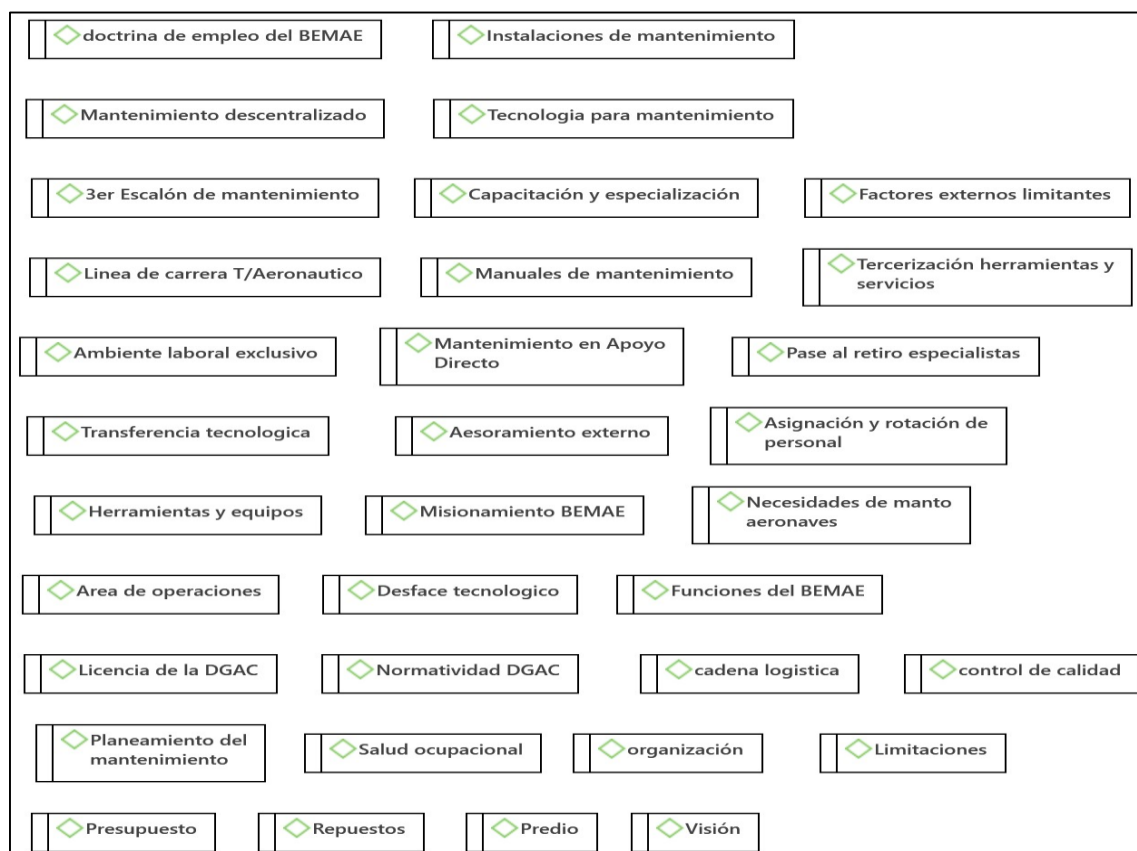 doctrina de empleo del BEMAE
Instalaciones de mantenimiento
Mantenimiento descentralizado
Tecnologia para mantenimiento
3er Escalón de mantenimiento
Capacitación y especialización
Factores externos limitantes
Linea de carrera T/Aeronautico
Manuales de mantenimiento
Tercerización herramientas y
servicios
Ambiente laboral exclusivo
Mantenimiento en Apoyo
Directo
Pase al retiro especialistas
Transferencia tecnologica
Aesoramiento externo
Asignación y rotación de
personal
Herramientas y equipos
Misionamiento BEMAE
Necesidades de manto
aeronaves
Area de operaciones
Desface tecnologico
Funciones del BEMAE
Licencia de la DGAC
Normatividad DGAC
cadena logistica
control de calidad
Planeamiento del
mantenimiento
Salud ocupacional
organización
Limitaciones
Presupuesto
Repuestos
Predio
Visión